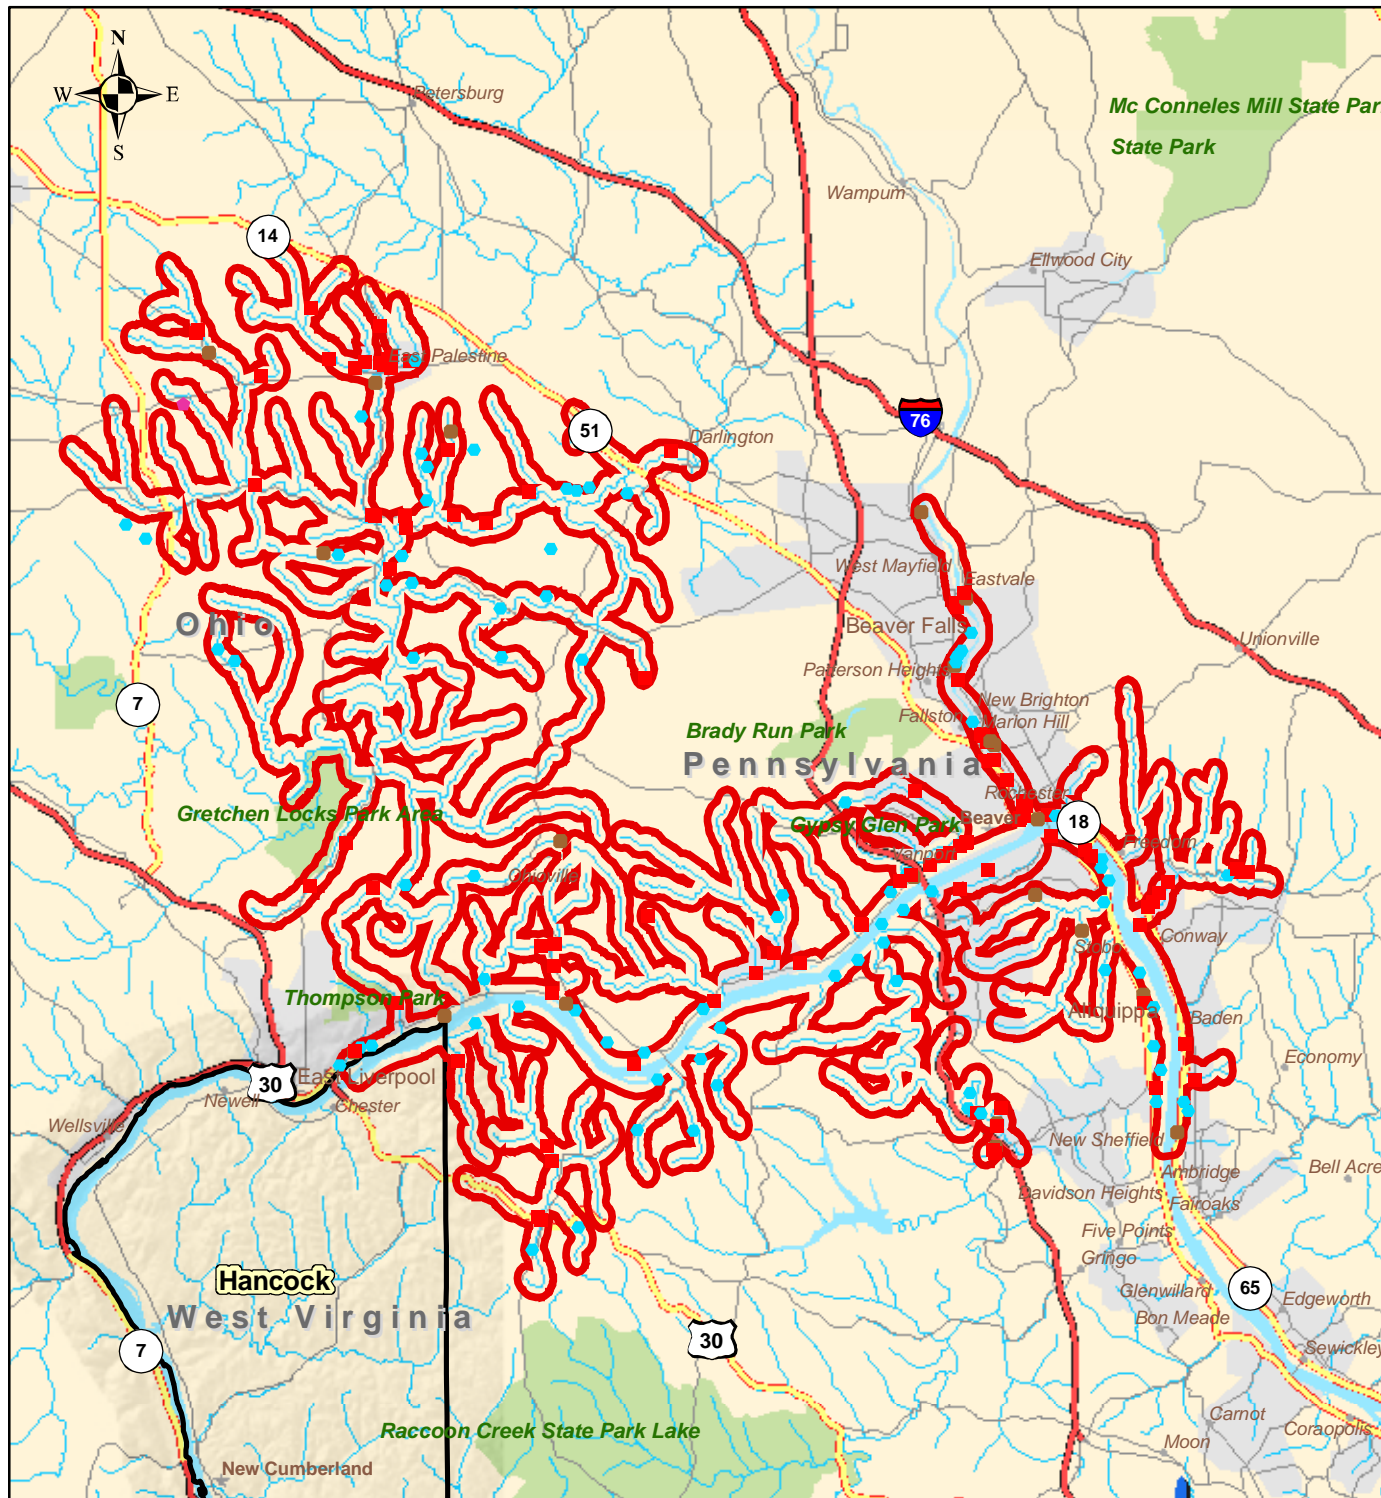 N
W E
S
Petersburg
Mc Conneles Mill State Par
State Park
Wampum
14
Ellwood City
East Palestine
76
51
Darlington
West Mayfield
Eastvale
Ohio
Beaver Falls
Unionville
Patterson Heights
7
New Brighton
Fallston
Marion Hill
Brady Run Park
Pennsylvania
Rochester
Gretchen Locks Park Area
Gypsy Glen Park
Beaver
18
Freedom
Vanport
Ohioville
Conway
Stobo
Thompson Park
Aliquippa
Baden
Economy
30
East Liverpool
Newell
Chester
Wellsville
New Sheffield
Ambridge
Bell Acre
Davidson Heights
Fairoaks
Five Points
Gringo
Hancock
Glenwillard
65
Edgeworth
West Virginia
Bon Meade
7
30
Sewickley
Carnot
Raccoon Creek State Park Lake
Coraopolis
Moon
New Cumberland